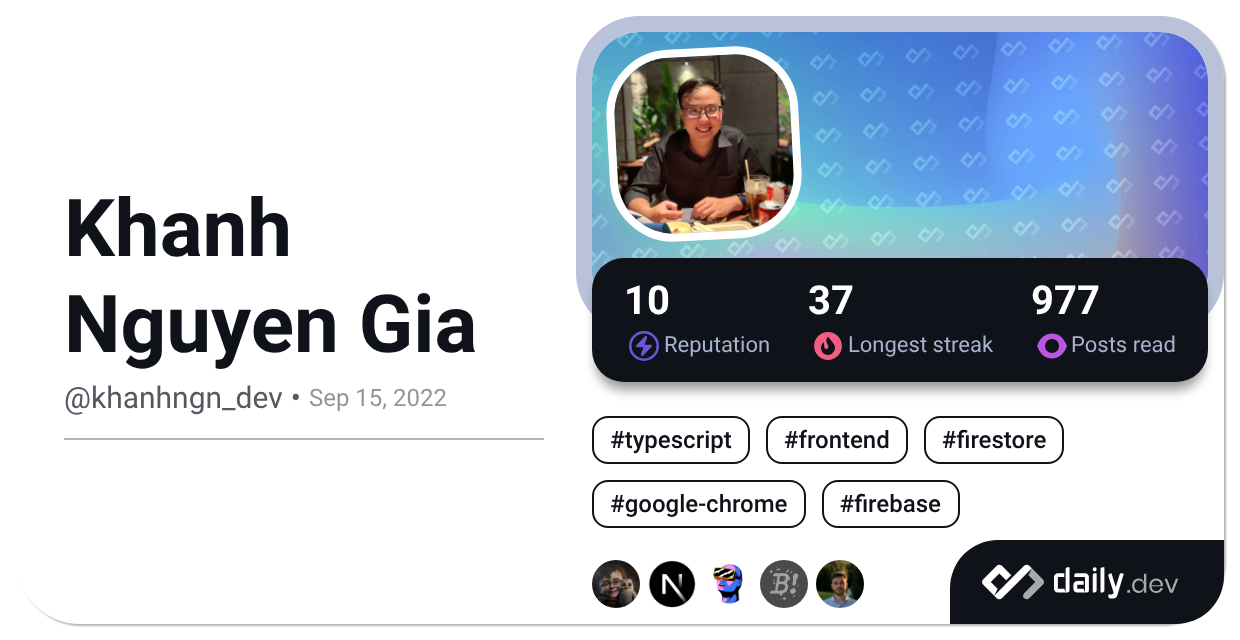 Khanh
Nguyen Gia
@khanhngn_dev • Sep 15, 2022
10 37 977
Reputation Longest streak Posts read
#typescript #frontend #firestore
#google-chrome #firebase
N B!
daily.dev